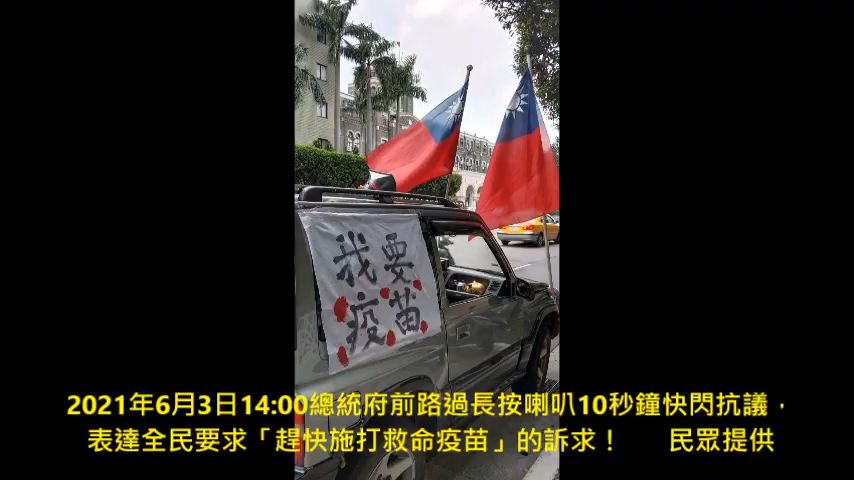 我要
疫苗
2021年6月3日14:00總統府前路過長按喇叭10秒鐘快閃抗議，
表達全民要求「趕快施打救命疫苗」的訴求！　民眾提供